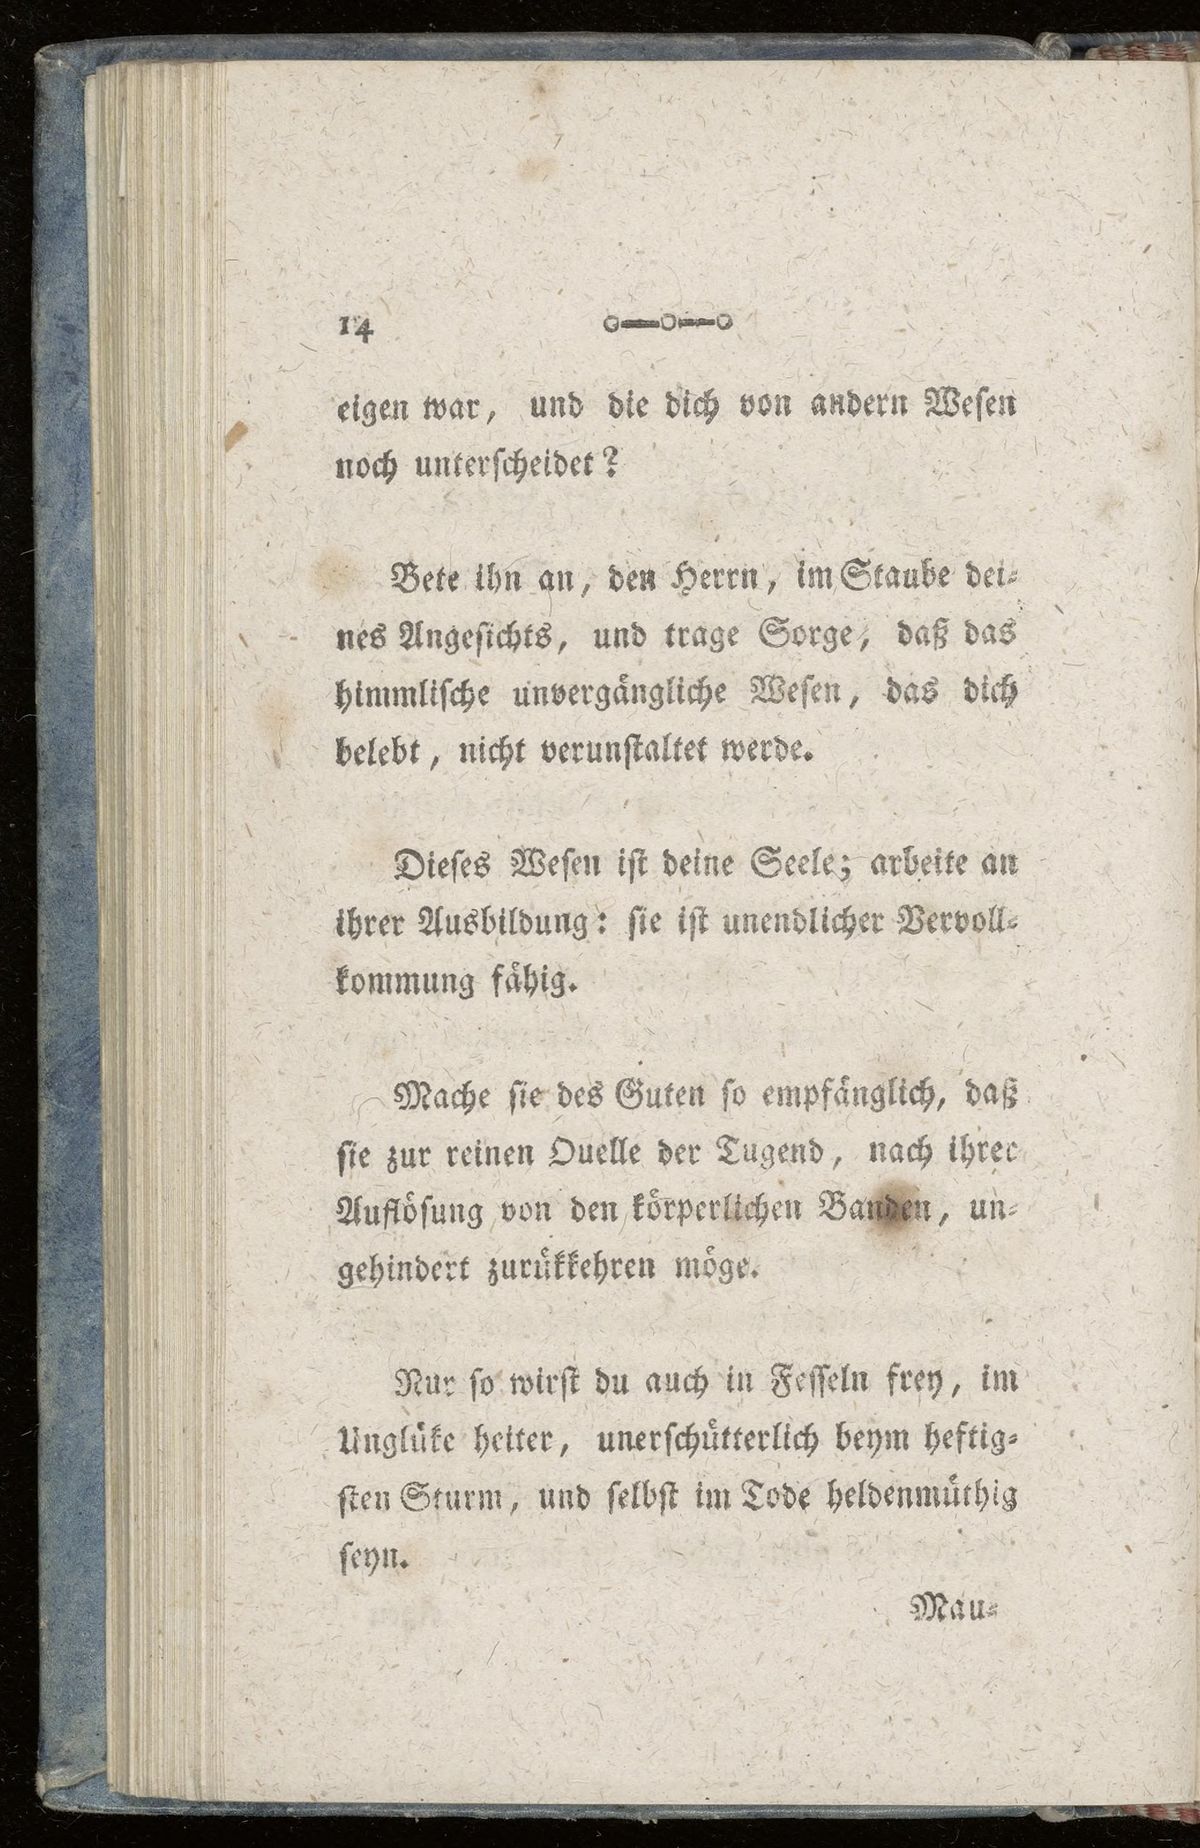 14
eigen war, und die dich von andern Wesen
noch unterscheidet?
Bete ihn an, den Herrn, im Staube dei-
nes Angesichts, und trage Sorge, daß das
himmlische unvergängliche Wesen, das dich
belebt, nicht verunstaltet werde.
Dieses Wesen ist deine Seele; arbeite an
ihrer Ausbildung: sie ist unendlicher Vervoll-
kommung fähig.
Mache sie des Guten so empfänglich, daß
sie zur reinen Quelle der Tugend, nach ihrer
Auflösung von den körperlichen Banden, un-
gehindert zurükkehren möge.
Nur so wirst du auch in Fesseln frey, im
Unglüke heiter, unerschütterlich beym heftig-
sten Sturm, und selbst im Tode heldenmüthig
seyn.
Mau-